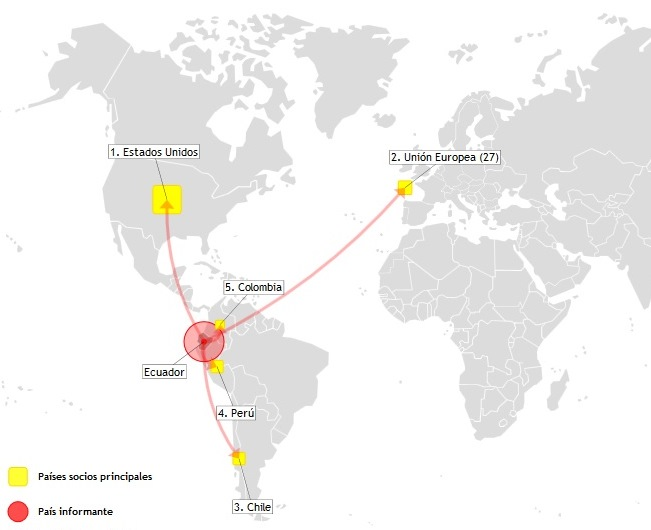 1. Estados Unidos
2. Unión Europea (27)
5. Colombia
Ecuador
4. Perú
3. Chile
Países socios principales
País informante